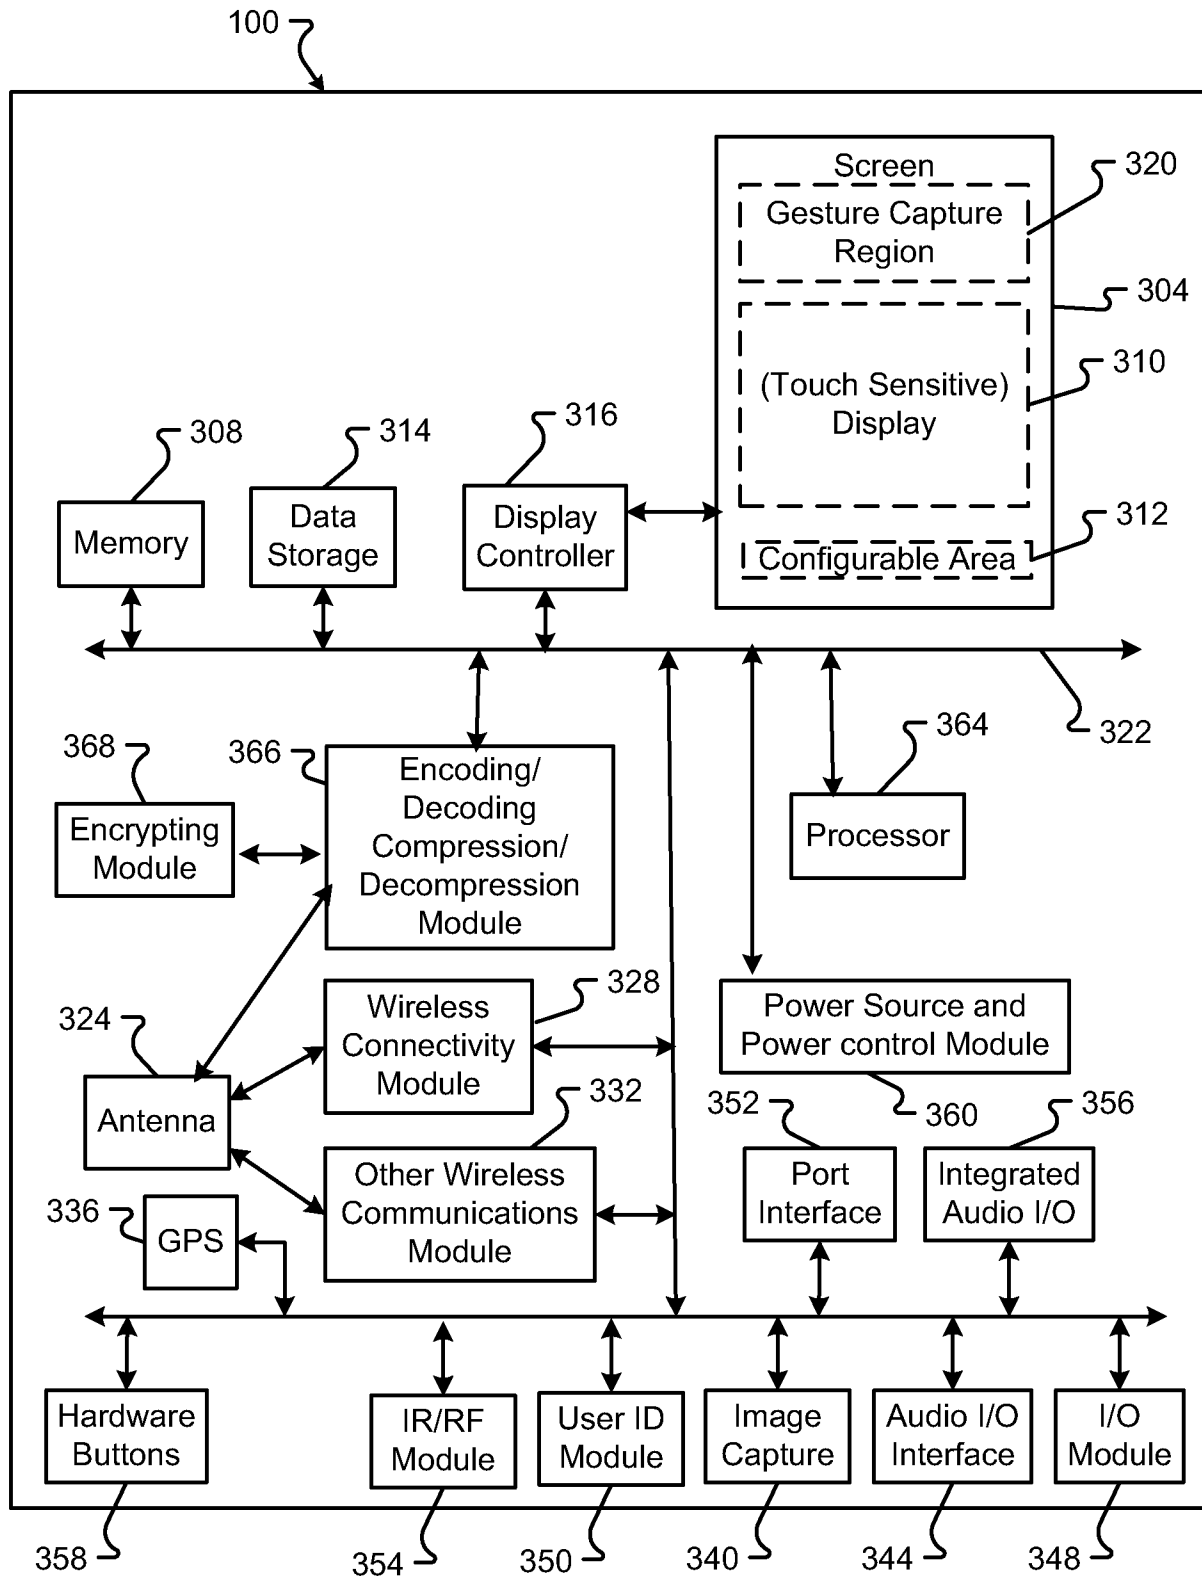 100
Screen
320
Gesture Capture
Region
304
310
(Touch Sensitive)
Display
308
314
316
312
Memory
Data
Storage
Display
Controller
Configurable Area
322
368
366
364
Encoding/
Decoding
Compression/
Decompression
Module
Encrypting
Module
Processor
324
328
Wireless
Connectivity
Module
Power Source and
Power control Module
Antenna
332
352
360
356
Other Wireless
Communications
Module
Port
Interface
Integrated
Audio I/O
336
GPS
Hardware
Buttons
IR/RF
Module
User ID
Module
Image
Capture
Audio I/O
Interface
I/O
Module
358
354
350
340
344
348